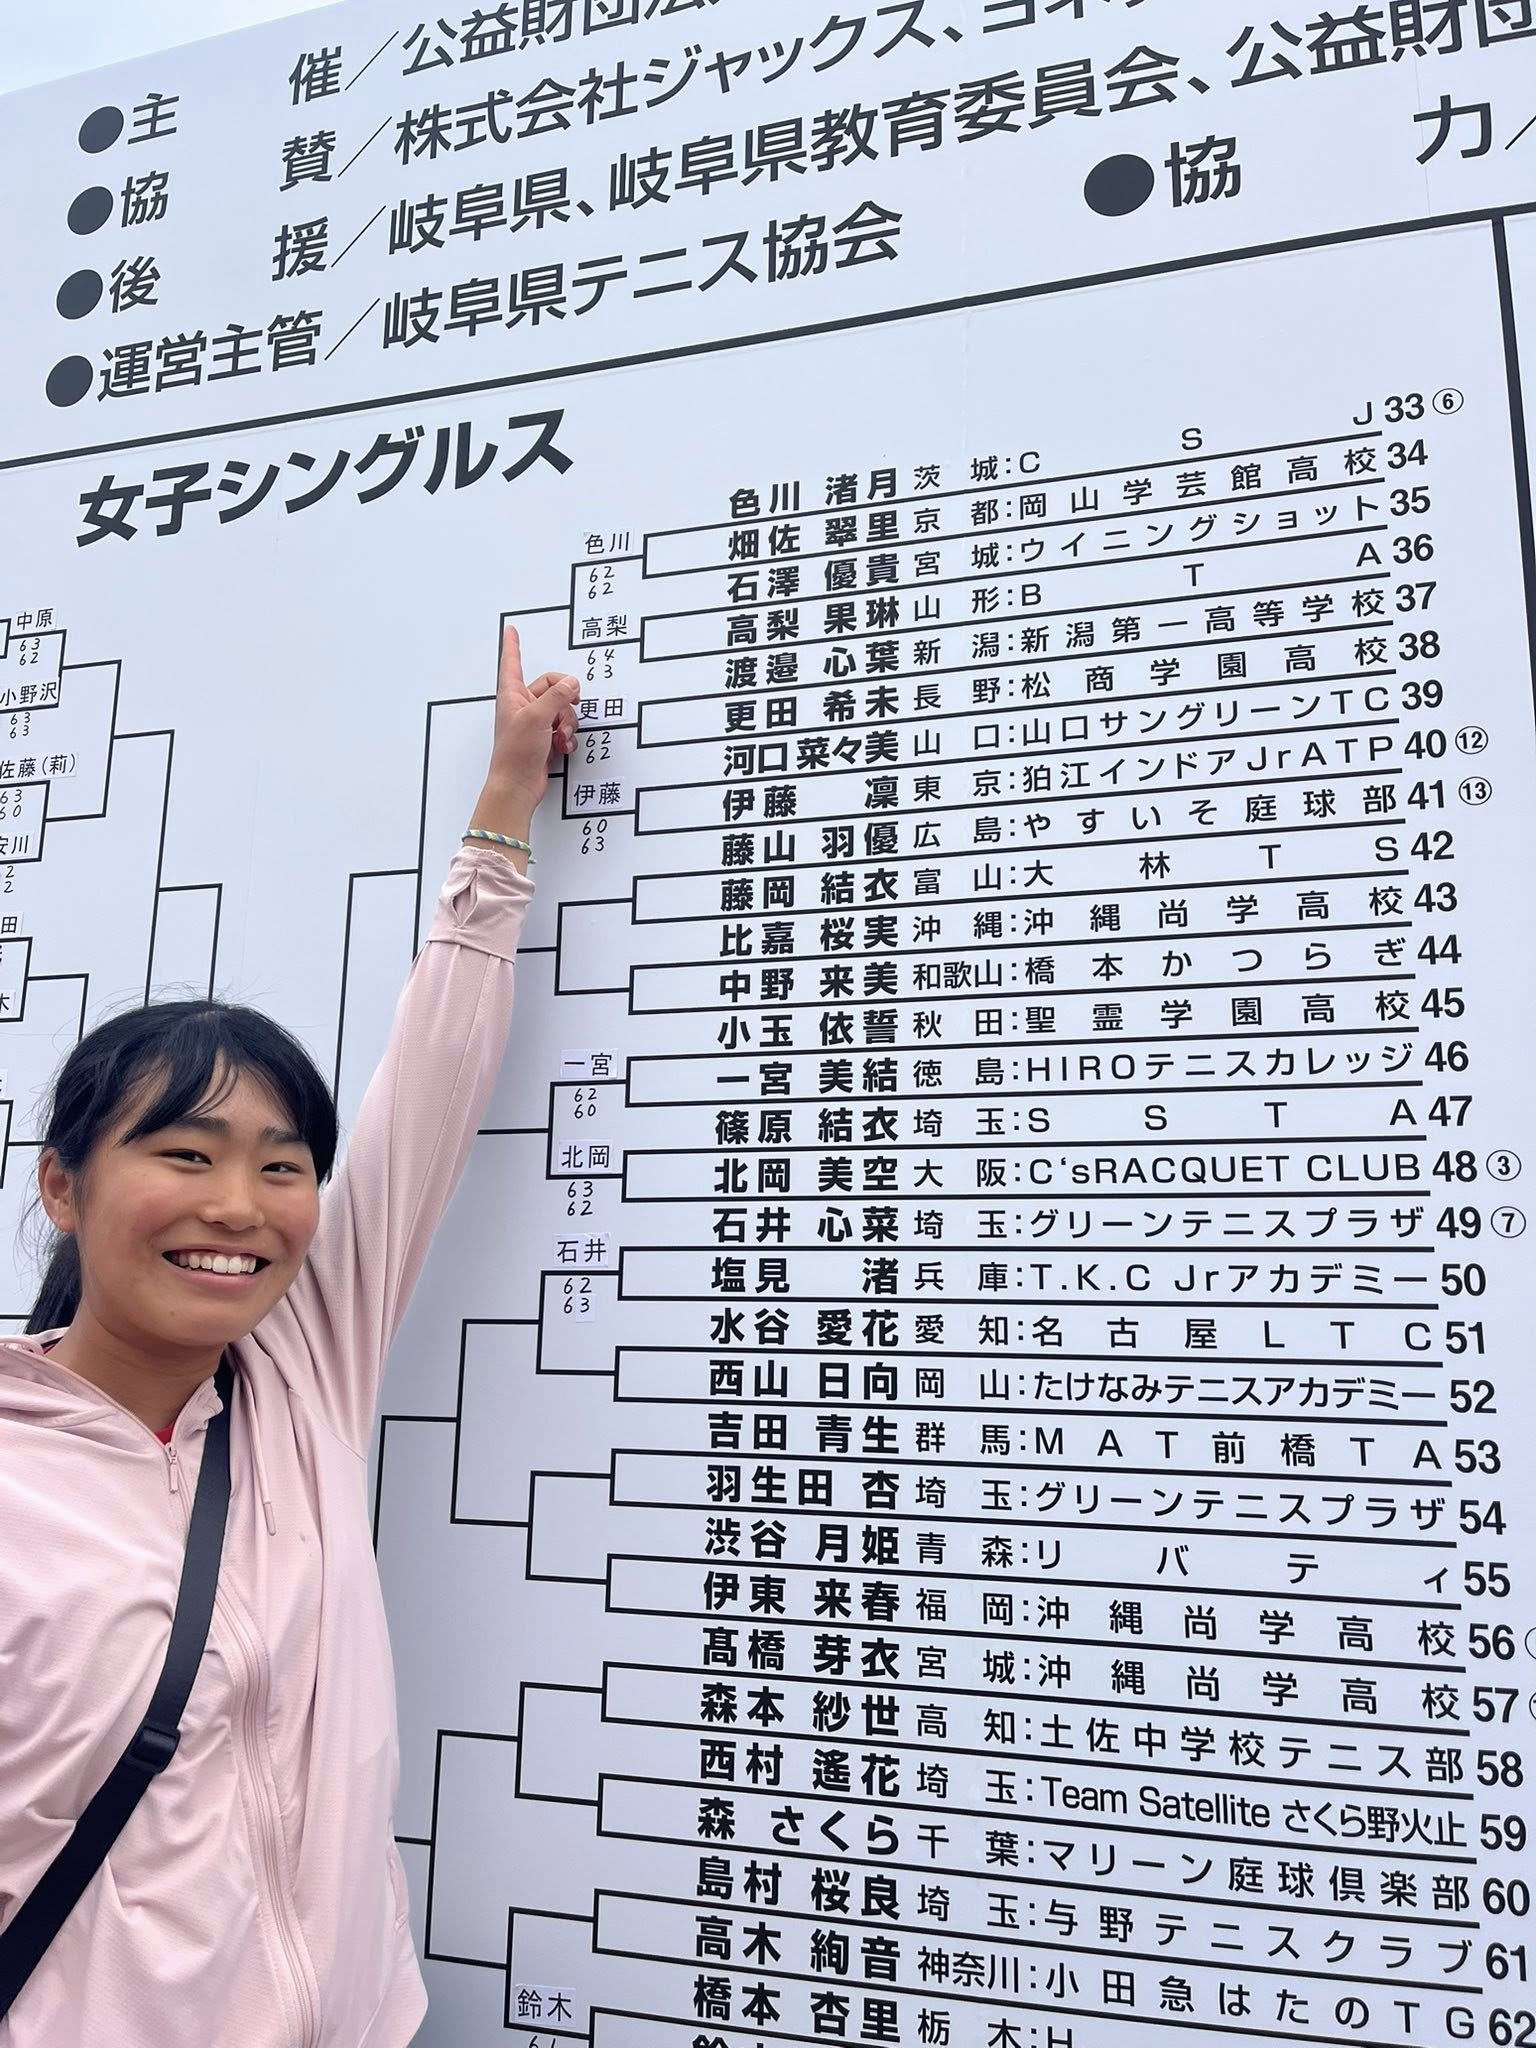 ●主　催／公益財団法
●協　賛／株式会社ジャックス、ヨネ
●後　援／岐阜県、岐阜県教育委員会、公益財団
●運営主管／岐阜県テニス協会　●協　力／
女子シングルス
色川 渚月 茨城：CSJ 33 ⑥
畑佐 翠里 京都：岡山学芸館高校 34
石澤 優貴 宮城：ウイニングショット 35
高梨 果琳 山形：BTA 36
渡邉 心葉 新潟：新潟第一高等学校 37
更田 希未 長野：松商学園高校 38
河口 菜々美 山口：山口サングリーンTC 39
伊藤 凜 東京：狛江インドアJrATP 40 ⑫
藤山 羽優 広島：やすいそ庭球部 41 ⑬
藤岡 結衣 富山：大林TS 42
比嘉 桜実 沖縄：沖縄尚学高校 43
中野 来美 和歌山：橋本かつらぎ 44
小玉 依誓 秋田：聖霊学園高校 45
一宮 美結 徳島：HIROテニスカレッジ 46
篠原 結衣 埼玉：SSTA 47
北岡 美空 大阪：C‘sRACQUET CLUB 48 ③
石井 心菜 埼玉：グリーンテニスプラザ 49 ⑦
塩見 渚 兵庫：T.K.C Jrアカデミー 50
水谷 愛花 愛知：名古屋LTC 51
西山 日向 岡山：たけなみテニスアカデミー 52
吉田 青生 群馬：MAT前橋TA 53
羽生田 杏 埼玉：グリーンテニスプラザ 54
渋谷 月姫 青森：リバティ 55
伊東 来春 福岡：沖縄尚学高校 56
髙橋 芽衣 宮城：沖縄尚学高校 57
森本 紗世 高知：土佐中学校テニス部 58
西村 遙花 埼玉：Team Satellite さくら野火止 59
森 さくら 千葉：マリーン庭球倶楽部 60
島村 桜良 埼玉：与野テニスクラブ 61
高木 絢音 神奈川：小田急はたのTG 62
橋本 杏里 栃木：H
色川
62
62
高梨
64
63
更田
62
62
伊藤
60
63
一宮
62
60
北岡
63
62
石井
62
63
鈴木
中原
63
62
小野沢
63
63
佐藤(莉)
63
60
安川
田
木